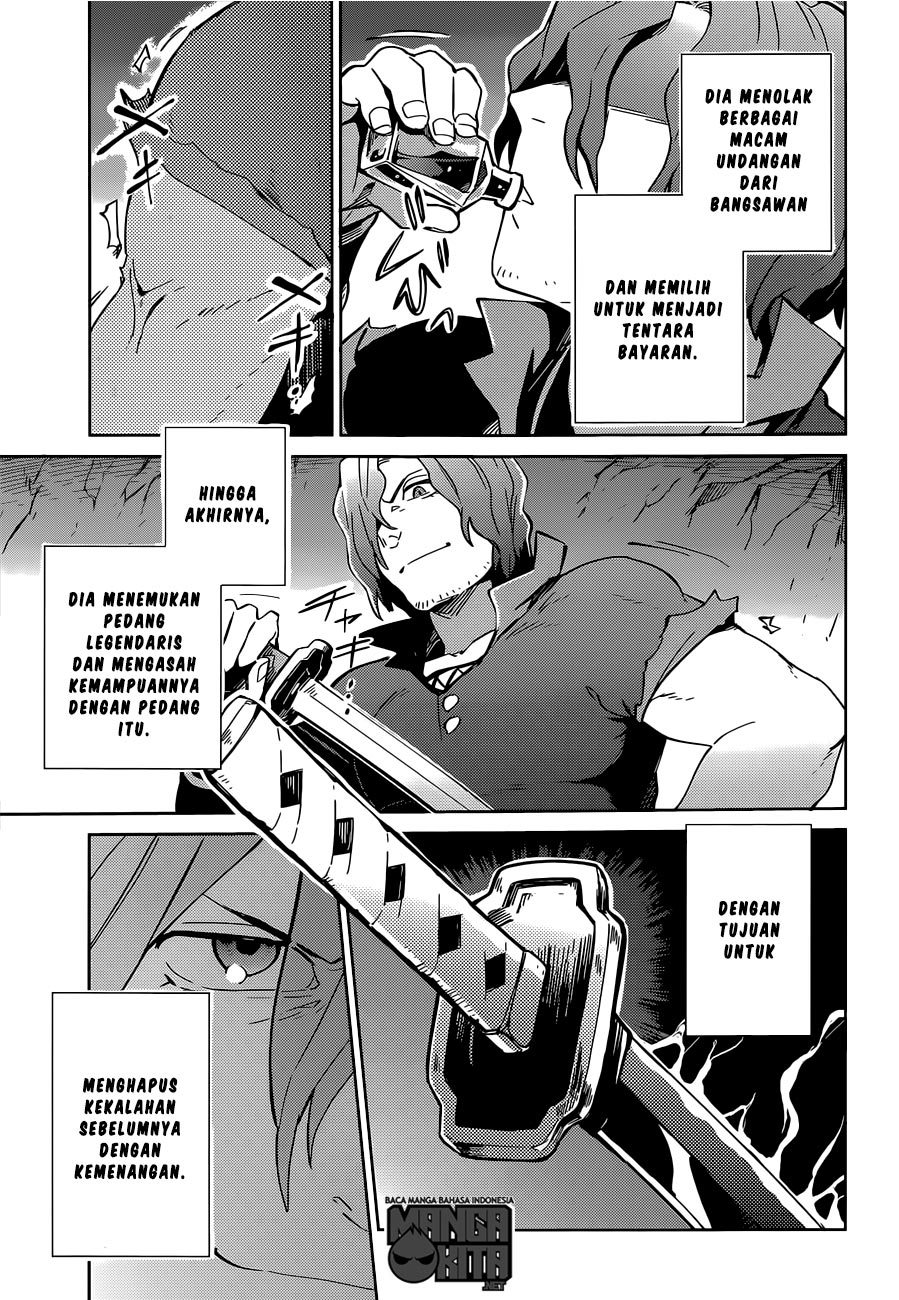 DIA MENOLAK
BERBAGAI
MACAM
UNDANGAN
DARI
BANGSAWAN
DAN MEMILIH
UNTUK MENJADI
TENTARA
BAYARAN.
HINGGA
AKHIRNYA,
DIA MENEMUKAN
PEDANG
LEGENDARIS
DAN MENGASAH
KEMAMPUANNYA
DENGAN PEDANG
ITU.
DENGAN
TUJUAN
UNTUK
MENGHAPUS
KEKALAHAN
SEBELUMNYA
DENGAN
KEMENANGAN.
BACA MANGA BAHASA INDONESIA
MANGA
KITA
.NET